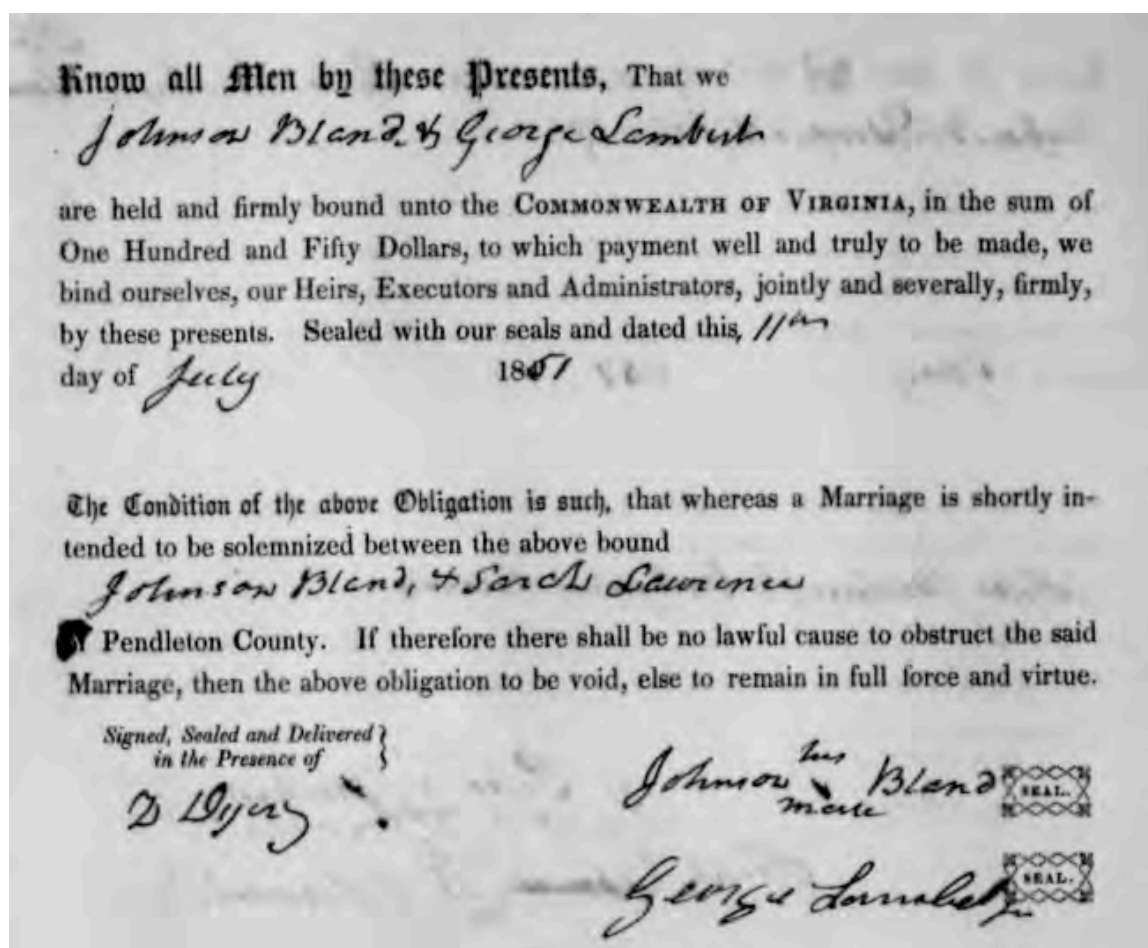 Know all Men by these Presents, That we
Johnson Bland & George Lambert
are held and firmly bound unto the COMMONWEALTH OF VIRGINIA, in the sum of
One Hundred and Fifty Dollars, to which payment well and truly to be made, we
bind ourselves, our Heirs, Executors and Administrators, jointly and severally, firmly,
by these presents. Sealed with our seals and dated this, 11th
day of July 1851
The Condition of the above Obligation is such, that whereas a Marriage is shortly in-
tended to be solemnized between the above bound
Johnson Bland, & Sarah Lawrence
Pendleton County. If therefore there shall be no lawful cause to obstruct the said
Marriage, then the above obligation to be void, else to remain in full force and virtue.
Signed, Sealed and Delivered
in the Presence of
Johnson his mark Bland SEAL.
D Dyer
George SEAL.